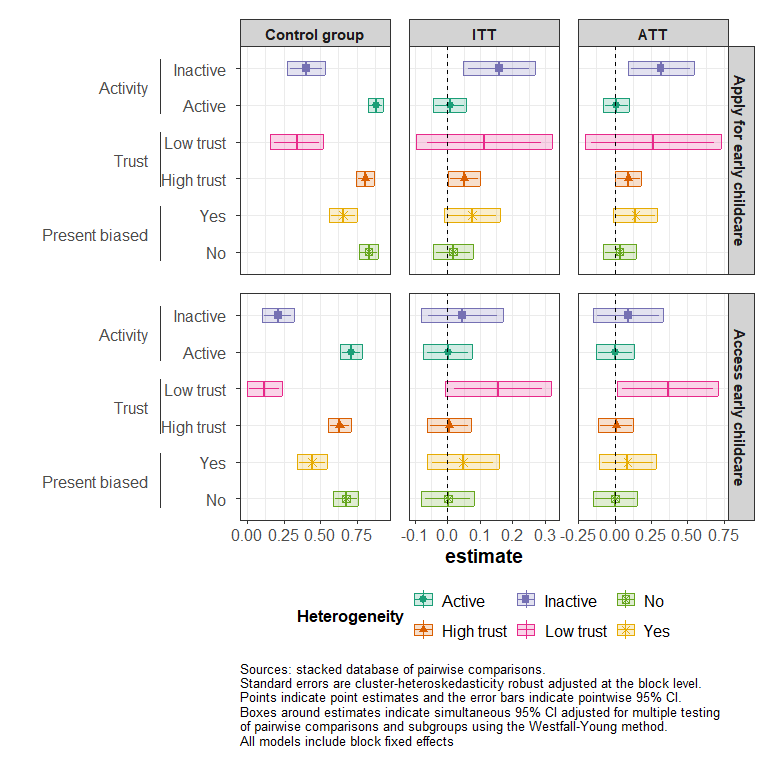 Control group
ITT
ATT
Activity
Inactive
Active
Trust
Low trust
High trust
Present biased
Yes
No
Apply for early childcare
Activity
Inactive
Active
Trust
Low trust
High trust
Present biased
Yes
No
Access early childcare
0.00 0.25 0.50 0.75
-0.1 0.0 0.1 0.2 0.3
-0.25 0.00 0.25 0.50 0.75
estimate
Heterogeneity
Active
Inactive
No
High trust
Low trust
Yes
Sources: stacked database of pairwise comparisons.
Standard errors are cluster-heteroskedasticity robust adjusted at the block level.
Points indicate point estimates and the error bars indicate pointwise 95% CI.
Boxes around estimates indicate simultaneous 95% CI adjusted for multiple testing
of pairwise comparisons and subgroups using the Westfall-Young method.
All models include block fixed effects